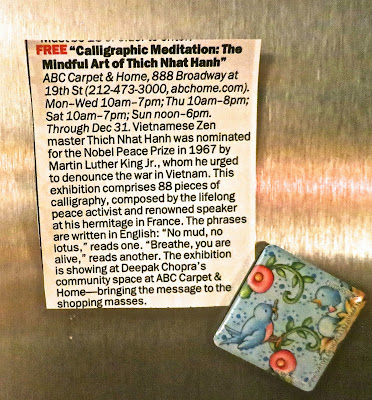 FREE “Calligraphic Meditation: The
Mindful Art of Thich Nhat Hanh”
ABC Carpet & Home, 888 Broadway at
19th St (212-473-3000, abchome.com).
Mon–Wed 10am–7pm; Thu 10am–8pm;
Sat 10am–7pm; Sun noon–6pm.
Through Dec 31. Vietnamese Zen
master Thich Nhat Hanh was nominated
for the Nobel Peace Prize in 1967 by
Martin Luther King Jr., whom he urged
to denounce the war in Vietnam. This
exhibition comprises 88 pieces of
calligraphy, composed by the lifelong
peace activist and renowned speaker
at his hermitage in France. The phrases
are written in English: “No mud, no
lotus,” reads one. “Breathe, you are
alive,” reads another. The exhibition
is showing at Deepak Chopra's
community space at ABC Carpet &
Home—bringing the message to the
shopping masses.